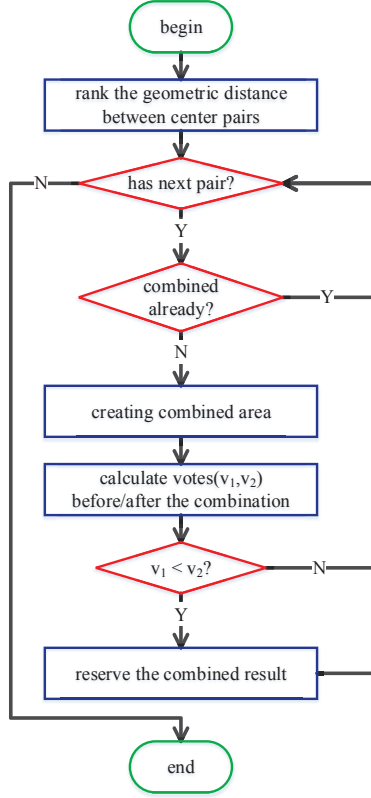 begin
rank the geometric distance
between center pairs
N
has next pair?
Y
combined
already?
Y
N
creating combined area
calculate votes(v₁,v₂)
before/after the combination
v₁ < v₂?
N
Y
reserve the combined result
end